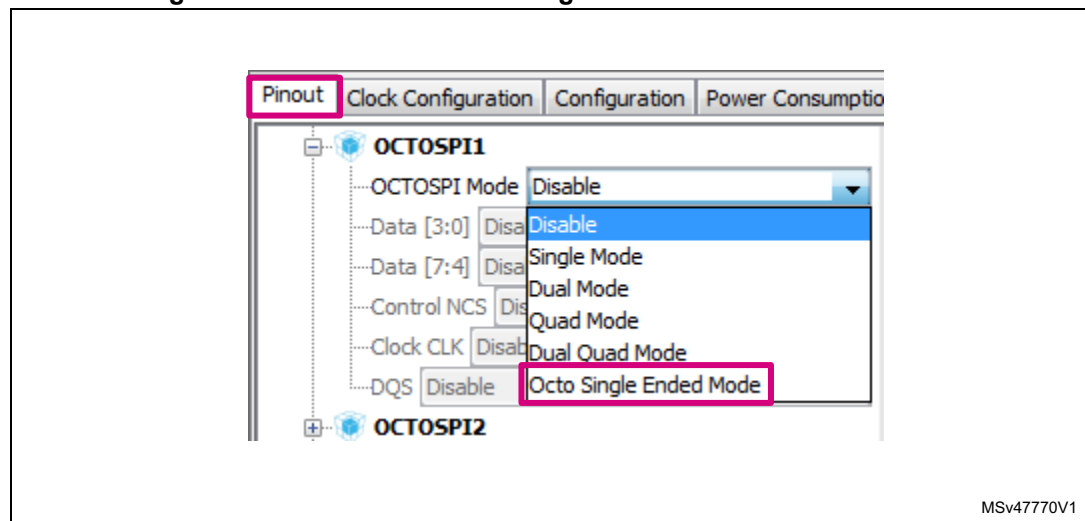 Pinout Clock Configuration Configuration Power Consumptio
OCTOSPI1
OCTOSPI Mode Disable
Data [3:0] Disa Disable
Single Mode
Data [7:4] Disa
Dual Mode
Control NCS Dis
Quad Mode
Clock CLK Disab
Dual Quad Mode
DQS Disable Octo Single Ended Mode
OCTOSPI2
MSv47770V1